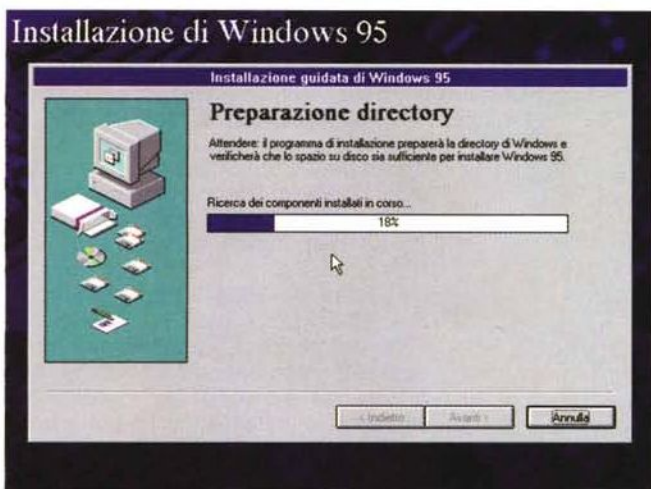 Installazione di Windows 95
Installazione guidata di Windows 95
Preparazione directory
Attendere: il programma di installazione preparerà la directory di Windows e
verificherà che lo spazio su disco sia sufficiente per installare Windows 95.
Ricerca dei componenti installati in corso...
18%
< Indietro
Avanti >
Annulla